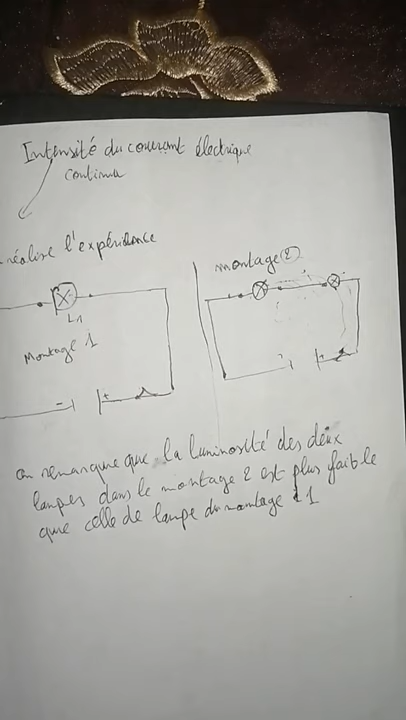 Intensité du courant électrique
continu
réalise l'expérience
montage(2)
L1
Montage 1
- +
- +
on remarque que la luminosité des deux
lampes dans le montage 2 est plus faible
que celle de lampe du montage 1